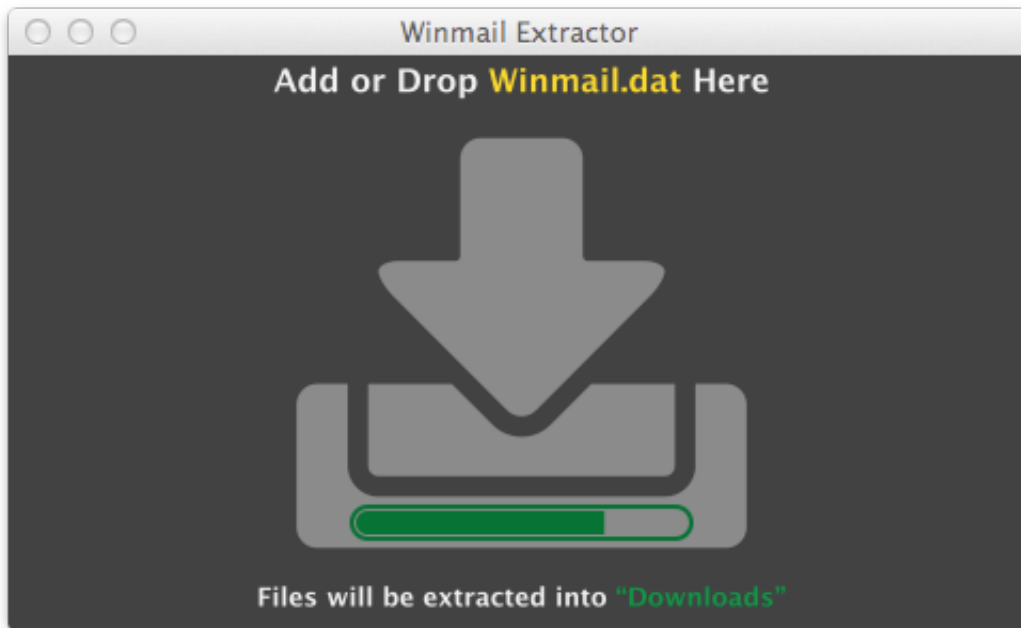 Winmail Extractor
Add or Drop Winmail.dat Here
Files will be extracted into “Downloads”